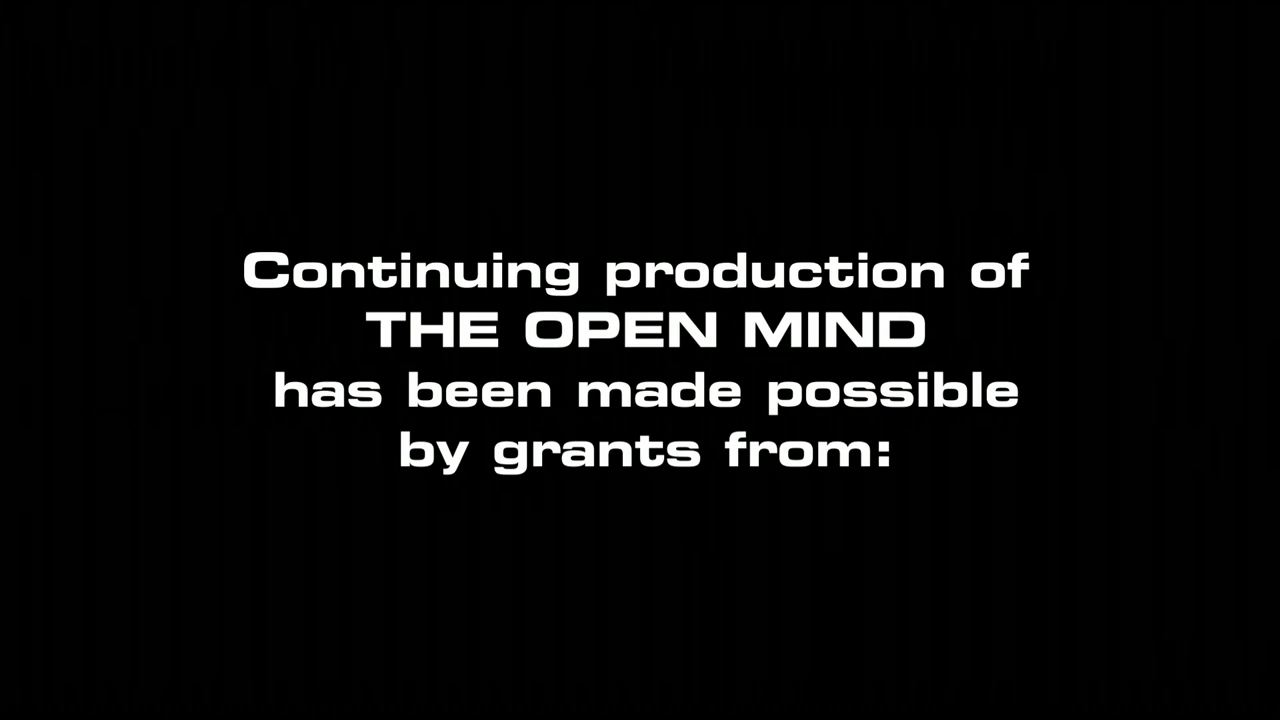 Continuing production of
THE OPEN MIND
has been made possible
by grants from: